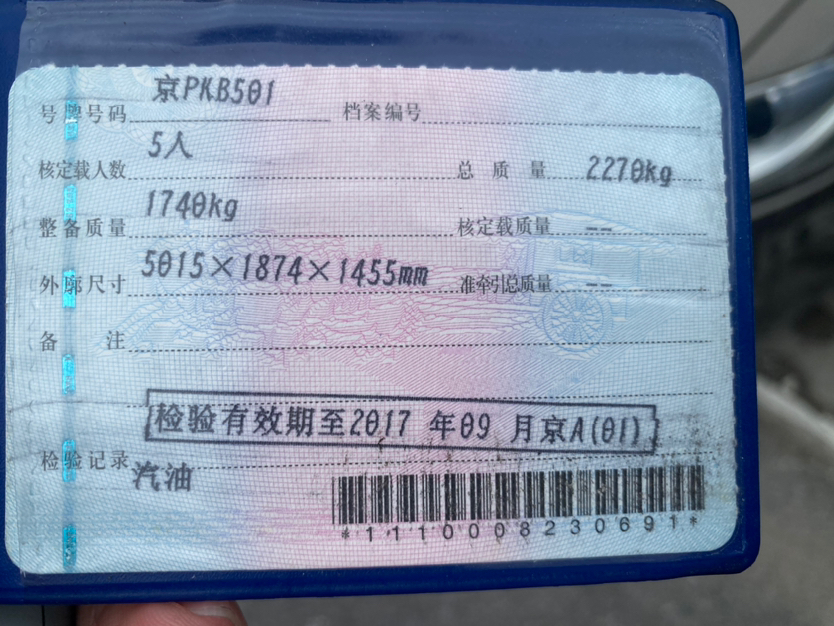 号牌号码 京PKB501 档案编号
核定载人数 5人 总质量 2270kg
整备质量 1740kg 核定载质量 --
外廓尺寸 5015×1874×1455mm 准牵引总质量 --
备注
检验有效期至2017 年09 月京A(01)
检验记录
汽油
*1110008230691*